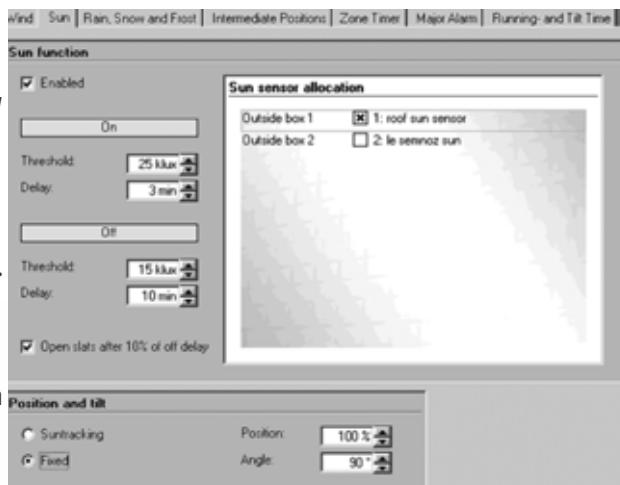 Wind Sun Rain, Snow and Frost Intermediate Positions Zone Timer Major Alarm Running- and Tilt Time
Sun function
Enabled
On
Threshold: 25 klux
Delay: 3 min
Off
Threshold: 15 klux
Delay: 10 min
Open slats after 10% of off delay
Sun sensor allocation
Outside box 1 1: roof sun sensor
Outside box 2 2: le semnoz sun
Position and tilt
Suntracking
Fixed
Position: 100 %
Angle: 90 °